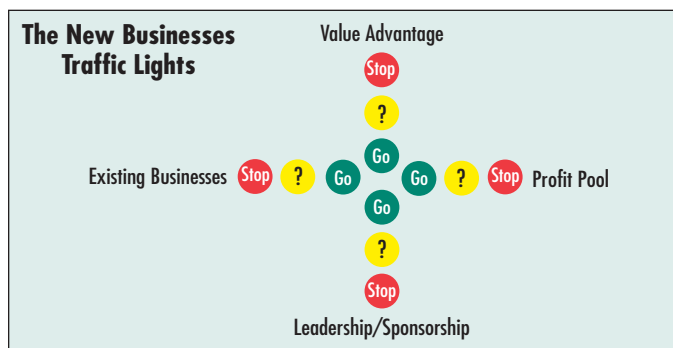 The New Businesses
Traffic Lights
Value Advantage
Stop
?
Go
Existing Businesses Stop ? Go Go ? Stop Profit Pool
Go
?
Stop
Leadership/Sponsorship